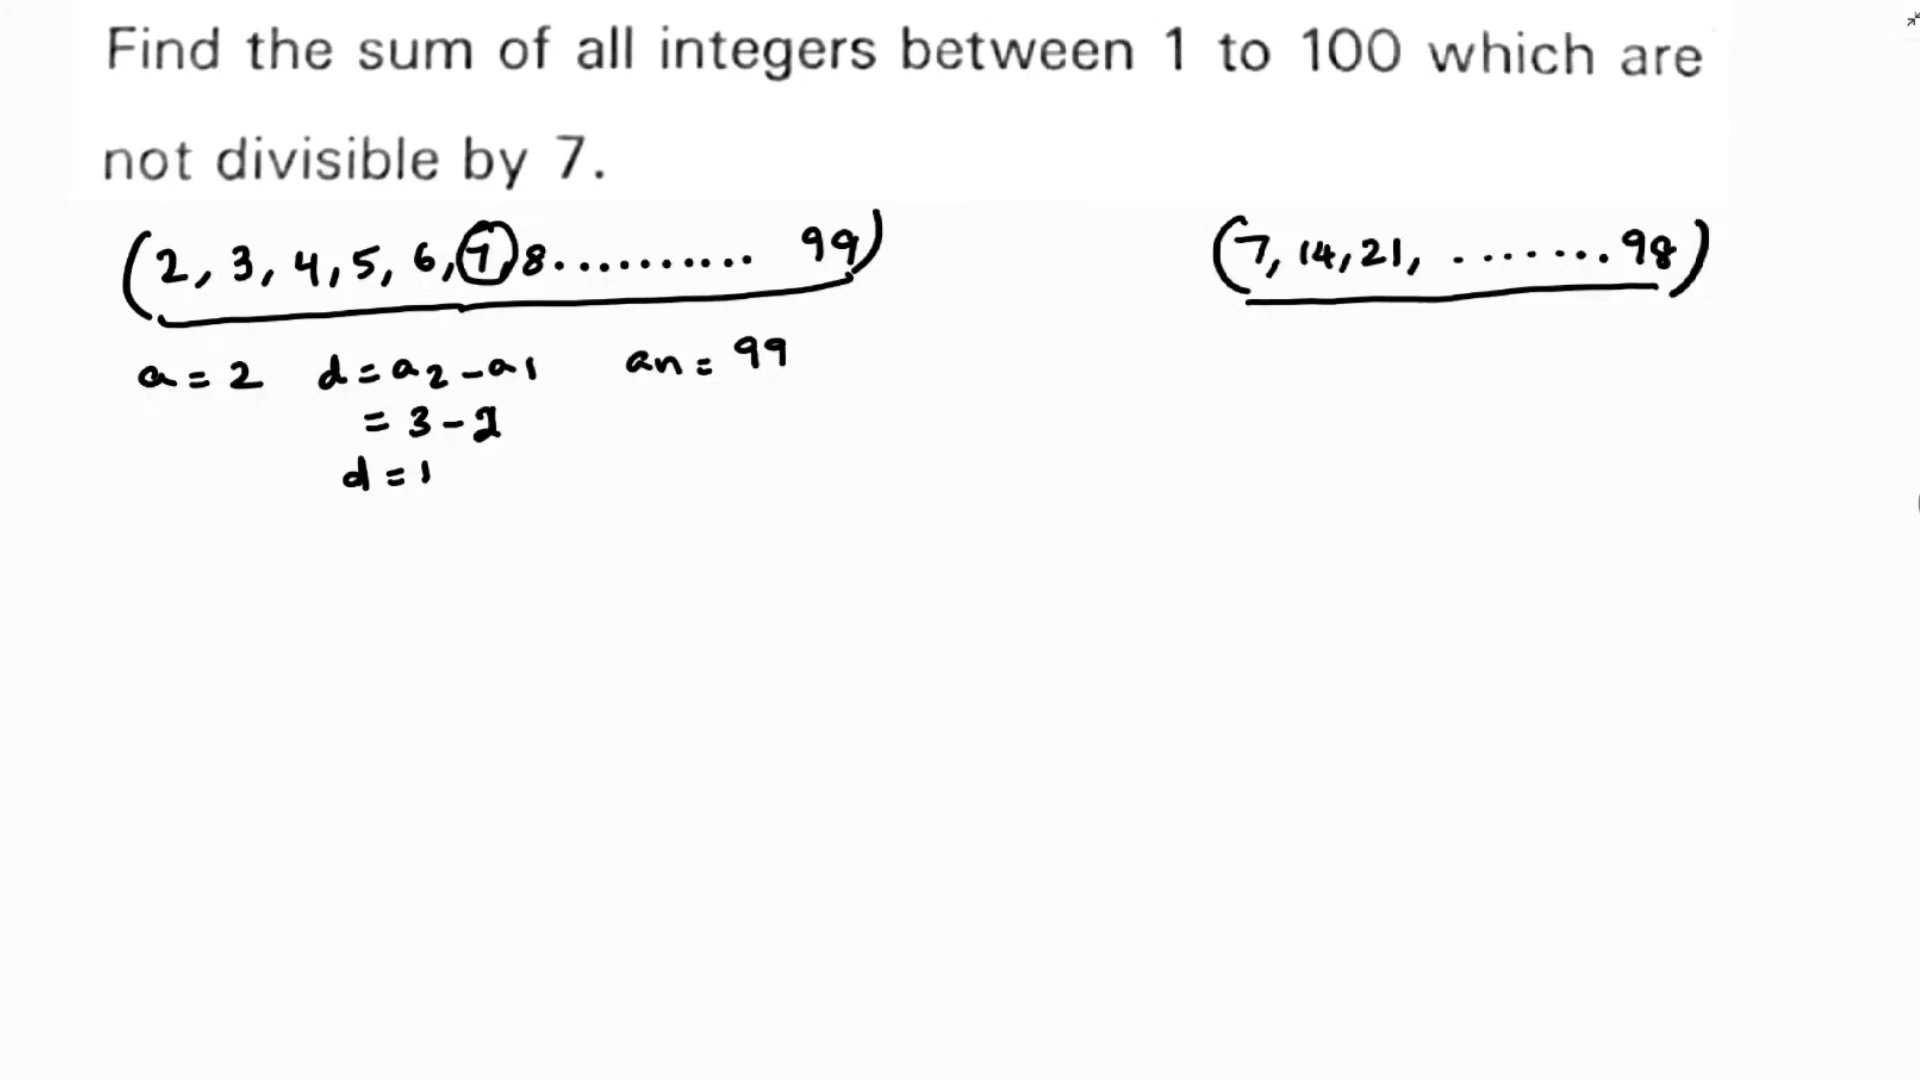 Find the sum of all integers between 1 to 100 which are
not divisible by 7.
(2, 3, 4, 5, 6, 7, 8.......... 99)
(7, 14, 21, ........98)
a = 2 d = a2 - a1 an = 99
= 3 - 2
d = 1